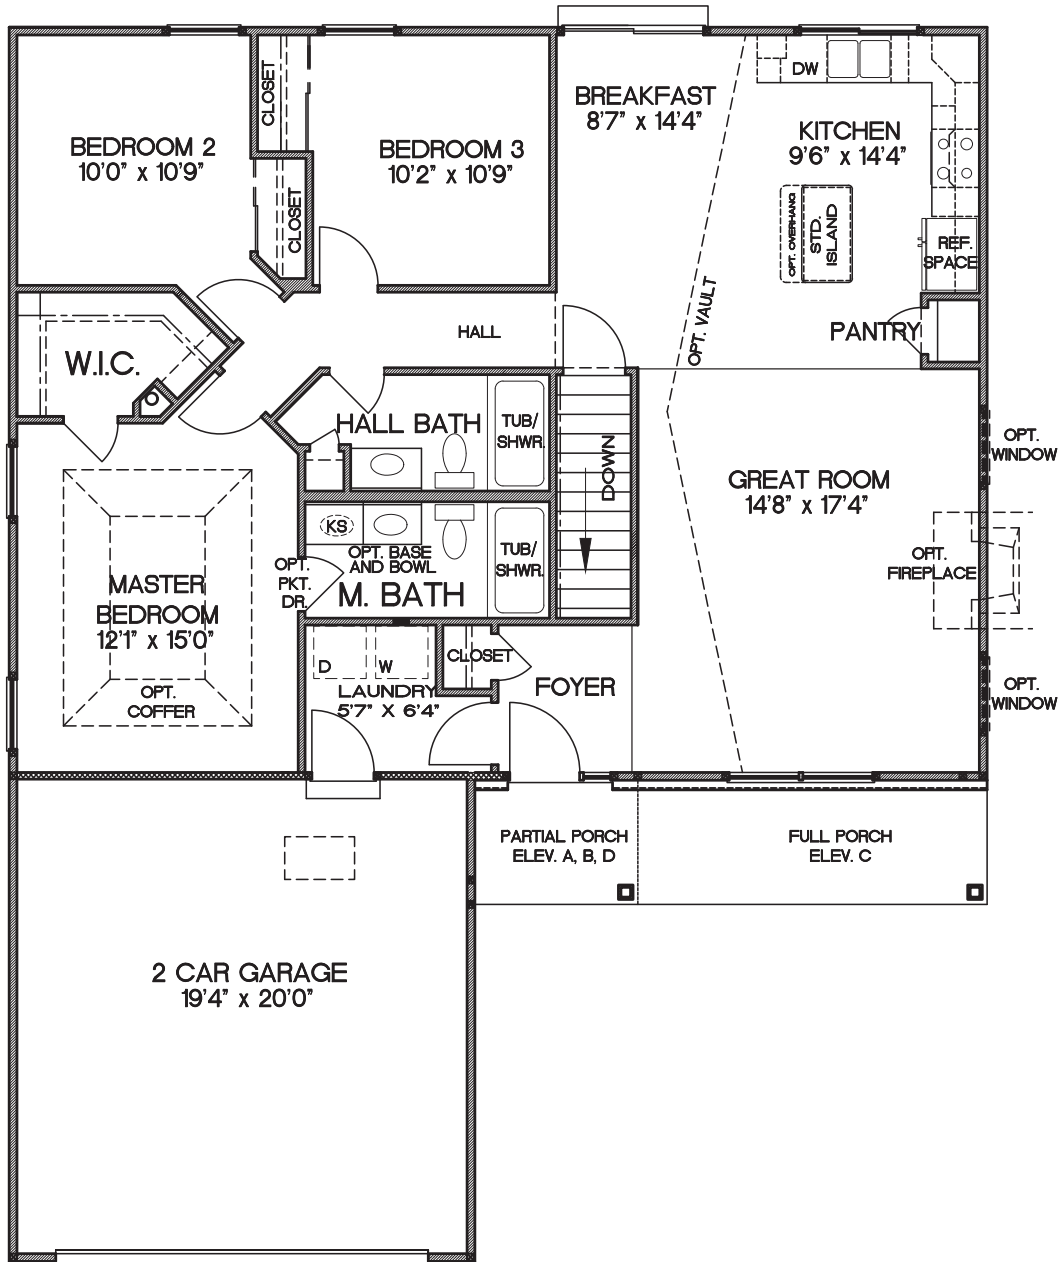 BREAKFAST
8'7" x 14'4"
DW
KITCHEN
9'6" x 14'4"
CLOSET
BEDROOM 2
10'0" x 10'9"
BEDROOM 3
10'2" x 10'9"
CLOSET
OPT. OVERHANG
STD.
ISLAND
REF.
SPACE
OPT. VAULT
HALL
PANTRY
W.I.C.
HALL BATH
TUB/
SHWR.
DOWN
OPT.
WINDOW
GREAT ROOM
14'8" x 17'4"
KS
OPT. BASE
AND BOWL
M. BATH
TUB/
SHWR.
OPT.
PKT.
DR.
OPT.
FIREPLACE
MASTER
BEDROOM
12'1" x 15'0"
OPT.
COFFER
D
W
CLOSET
LAUNDRY
5'7" X 6'4"
FOYER
OPT.
WINDOW
PARTIAL PORCH
ELEV. A, B, D
FULL PORCH
ELEV. C
2 CAR GARAGE
19'4" x 20'0"